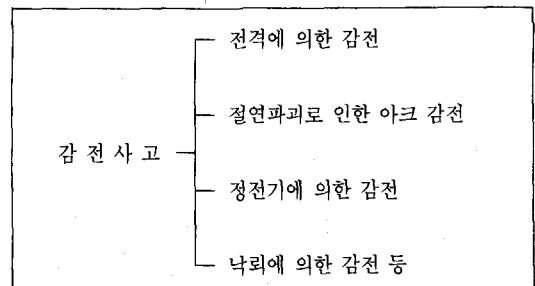 전격에 의한 감전
절연파괴로 인한 아크 감전
감 전 사 고
정전기에 의한 감전
낙뢰에 의한 감전 등